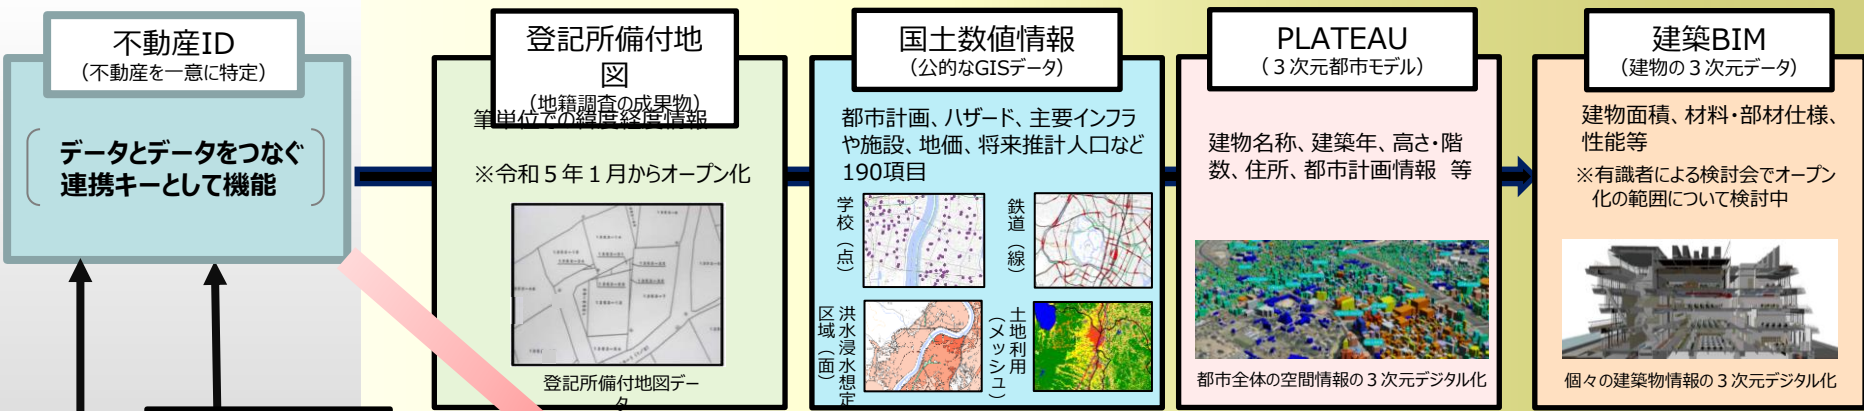 不動産ID
（不動産を一意に特定）
データとデータをつなぐ
連携キーとして機能
登記所備付地
図
（地籍調査の成果物）
筆単位での緯度経度情報
※令和５年１月からオープン化
登記所備付地図デー
タ
国土数値情報
（公的なGISデータ）
都市計画、ハザード、主要インフラ
や施設、地価、将来推計人口など
190項目
学校（点）
鉄道（線）
洪水浸水想定
区域（面）
土地利用
（メッシュ）
PLATEAU
（３次元都市モデル）
建物名称、建築年、高さ・階
数、住所、都市計画情報　等
都市全体の空間情報の３次元デジタル化
建築BIM
（建物の３次元データ）
建物面積、材料・部材仕様、
性能等
※有識者による検討会でオープン
化の範囲について検討中
個々の建築物情報の３次元デジタル化